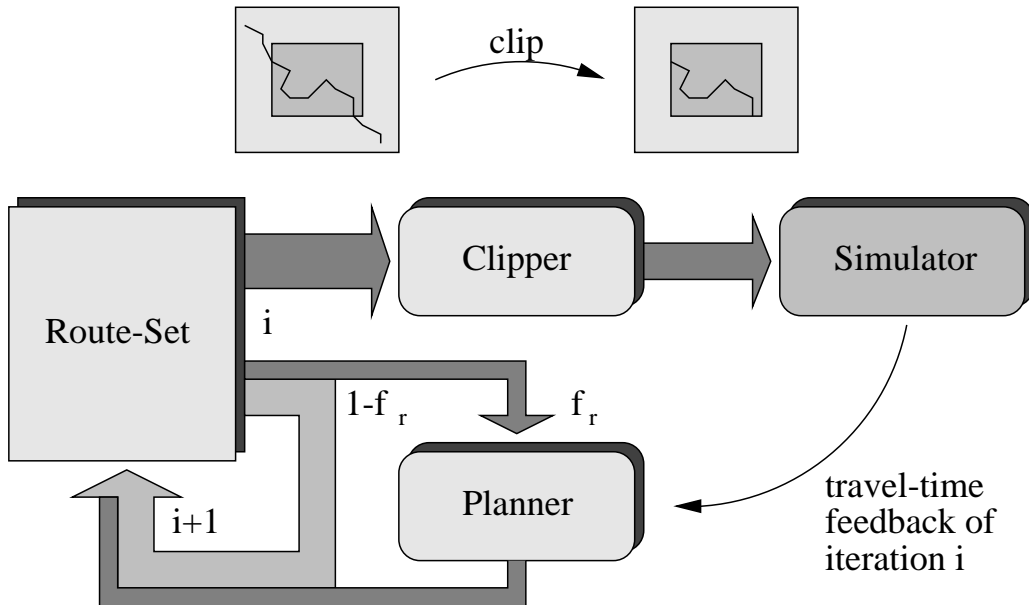 clip
Clipper
Simulator
Route-Set
i
1-f r
f r
Planner
i+1
travel-time
feedback of
iteration i